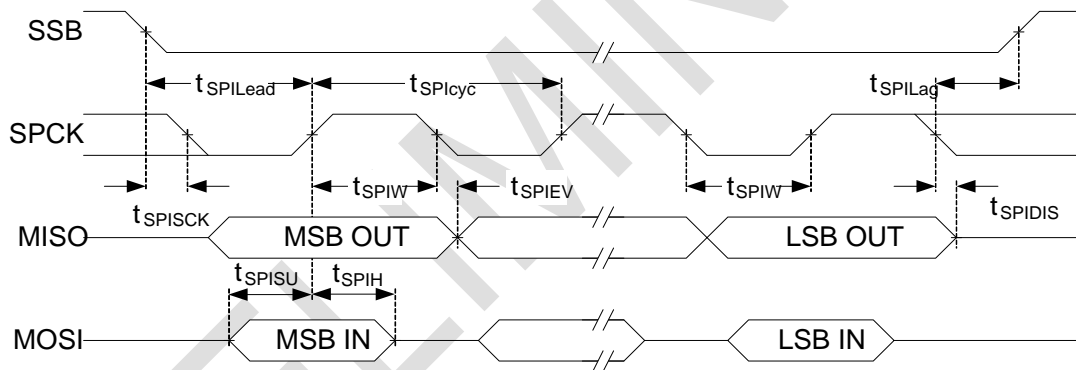 SSB
tSPILead
tSPIcyc
tSPILag
SPCK
tSPIW
tSPIEV
tSPIW
tSPISCK
tSPIDIS
MISO
MSB OUT
LSB OUT
tSPISU
tSPIH
MOSI
MSB IN
LSB IN